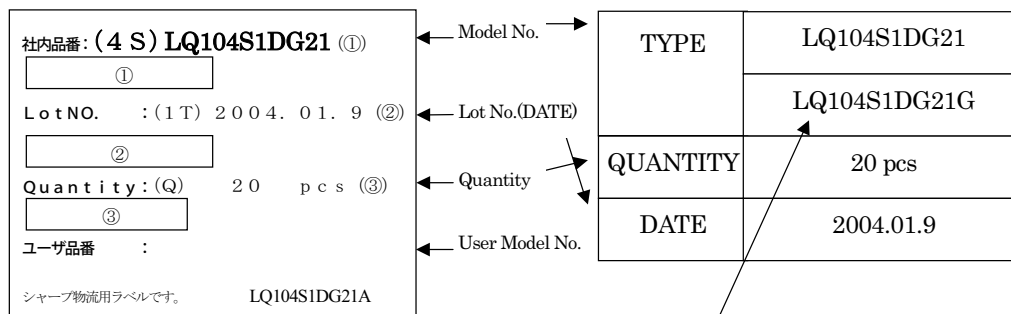 社内品番:(4S)LQ104S1DG21 (①)
①
LotNO. :(1T) 2004. 01. 9 (②)
②
Quantity:(Q) 20 pcs (③)
③
ユーザ品番 :
シャープ物流用ラベルです。 LQ104S1DG21A
Model No.
Lot No.(DATE)
Quantity
User Model No.
TYPE LQ104S1DG21
LQ104S1DG21G
QUANTITY 20 pcs
DATE 2004.01.9